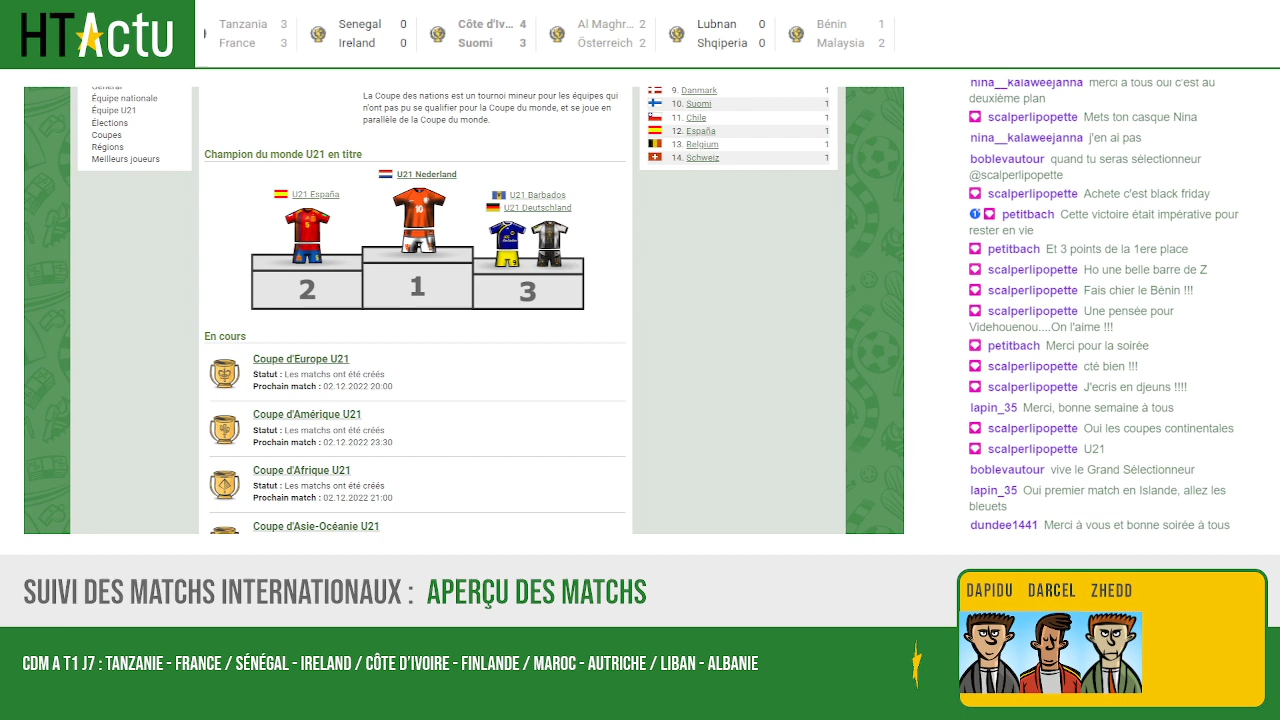 HTActu
Tanzania 3
France 3
Senegal 0
Ireland 0
Côte d'Iv... 4
Suomi 3
Al Maghr... 2
Österreich 2
Lubnan 0
Shqiperia 0
Bénin 1
Malaysia 2
Général
Équipe nationale
Équipe U21
Élections
Coupes
Régions
Meilleurs joueurs
La Coupe des nations est un tournoi mineur pour les équipes qui
n'ont pas pu se qualifier pour la Coupe du monde, et se joue en
parallèle de la Coupe du monde.
Champion du monde U21 en titre
U21 Nederland
U21 España
U21 Barbados
U21 Deutschland
10
9
2
1
3
En cours
Coupe d'Europe U21
Statut : Les matchs ont été créés
Prochain match : 02.12.2022 20:00
Coupe d'Amérique U21
Statut : Les matchs ont été créés
Prochain match : 02.12.2022 23:30
Coupe d'Afrique U21
Statut : Les matchs ont été créés
Prochain match : 02.12.2022 21:00
Coupe d'Asie-Océanie U21
9. Danmark 1
10. Suomi 1
11. Chile 1
12. España 1
13. Belgium 1
14. Schweiz 1
nina__kalaweejanna merci a tous oui c'est au
deuxième plan
scalperlipopette Mets ton casque Nina
nina__kalaweejanna j'en ai pas
boblevautour quand tu seras sélectionneur
@scalperlipopette
scalperlipopette Achete c'est black friday
petitbach Cette victoire était impérative pour
rester en vie
petitbach Et 3 points de la 1ere place
scalperlipopette Ho une belle barre de Z
scalperlipopette Fais chier le Bénin !!!
scalperlipopette Une pensée pour
Videhouenou....On l'aime !!!
petitbach Merci pour la soirée
scalperlipopette cté bien !!!
scalperlipopette J'ecris en djeuns !!!!
lapin_35 Merci, bonne semaine à tous
scalperlipopette Oui les coupes continentales
scalperlipopette U21
boblevautour vive le Grand Sélectionneur
lapin_35 Oui premier match en Islande, allez les
bleuets
dundee1441 Merci à vous et bonne soirée à tous
SUIVI DES MATCHS INTERNATIONAUX : APERÇU DES MATCHS
DAPIDU DARCEL ZHEDD
CDM A T1 J7 : TANZANIE - FRANCE / SÉNÉGAL - IRELAND / CÔTE D'IVOIRE - FINLANDE / MAROC - AUTRICHE / LIBAN - ALBANIE